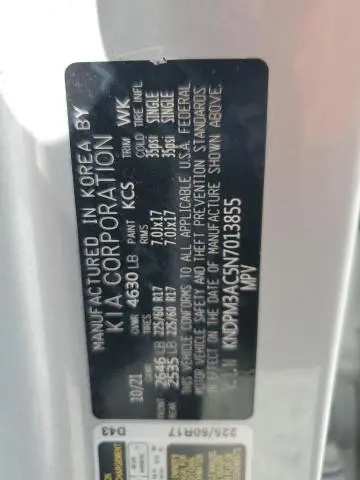 MANUFACTURED IN KOREA BY
KIA CORPORATION
10/21 GVWR 4630 LB PAINT KCS TRIM WK
TIRES RIMS COLD TIRE INFL
2646 LB 225/60 R17 7.0Jx17 35psi SINGLE
2535 LB 225/60 R17 7.0Jx17 35psi SINGLE
THIS VEHICLE CONFORMS TO ALL APPLICABLE U.S.A. FEDERAL
MOTOR VEHICLE SAFETY AND THEFT PREVENTION STANDARDS
IN EFFECT ON THE DATE OF MANUFACTURE SHOWN ABOVE.
KNDPM3AC5N7013855
MPV
D43 225/60R17